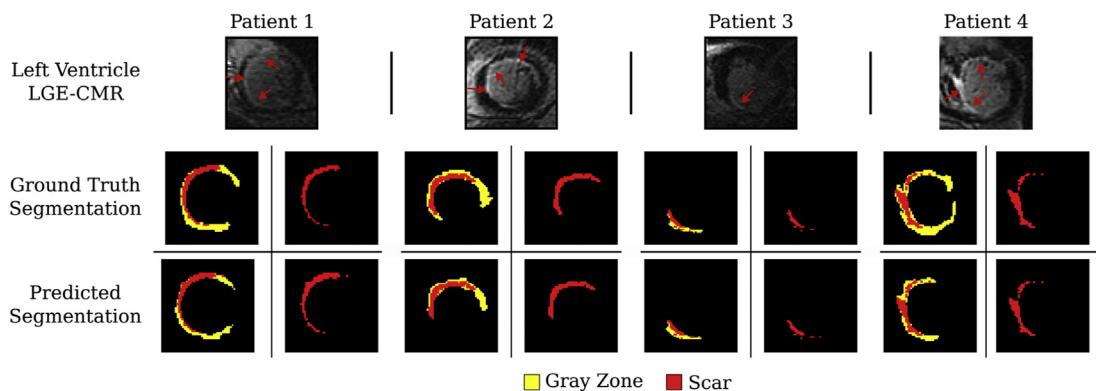 Patient 1 Patient 2 Patient 3 Patient 4
Left Ventricle
LGE-CMR
Ground Truth
Segmentation
Predicted
Segmentation
Gray Zone Scar